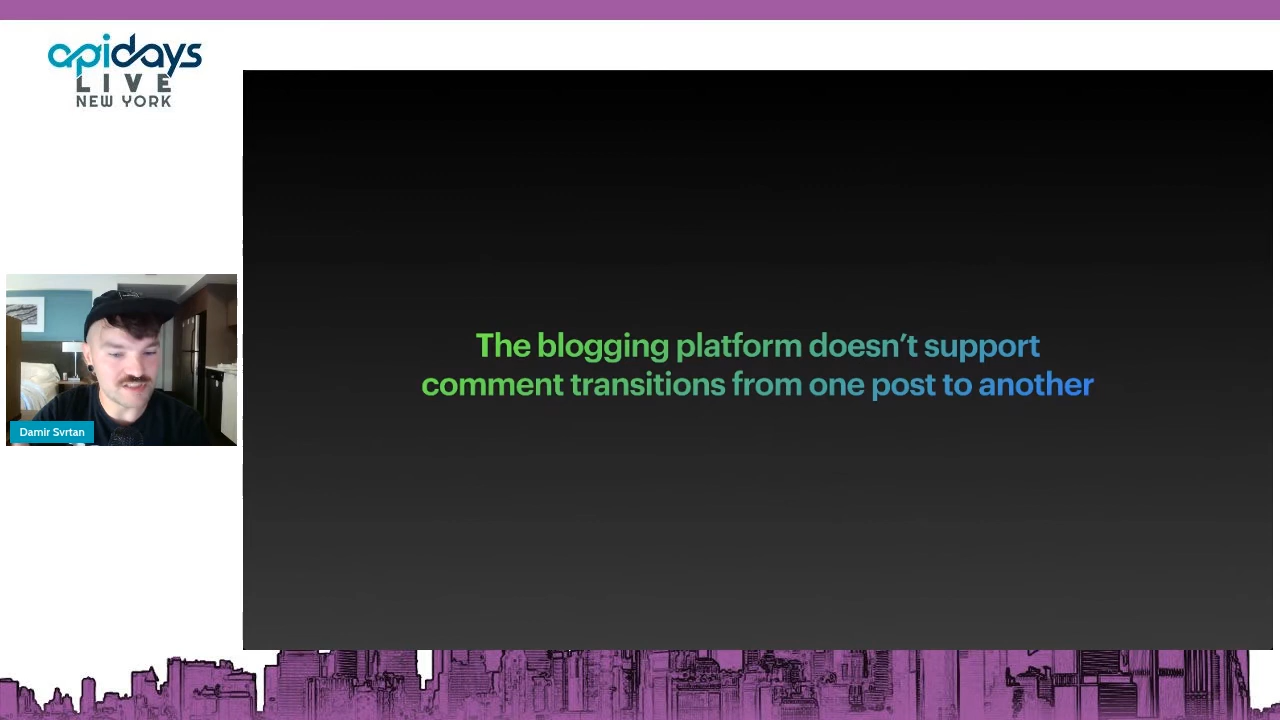 apidays
LIVE
NEW YORK
The blogging platform doesn’t support
comment transitions from one post to another
Damir Svrtan